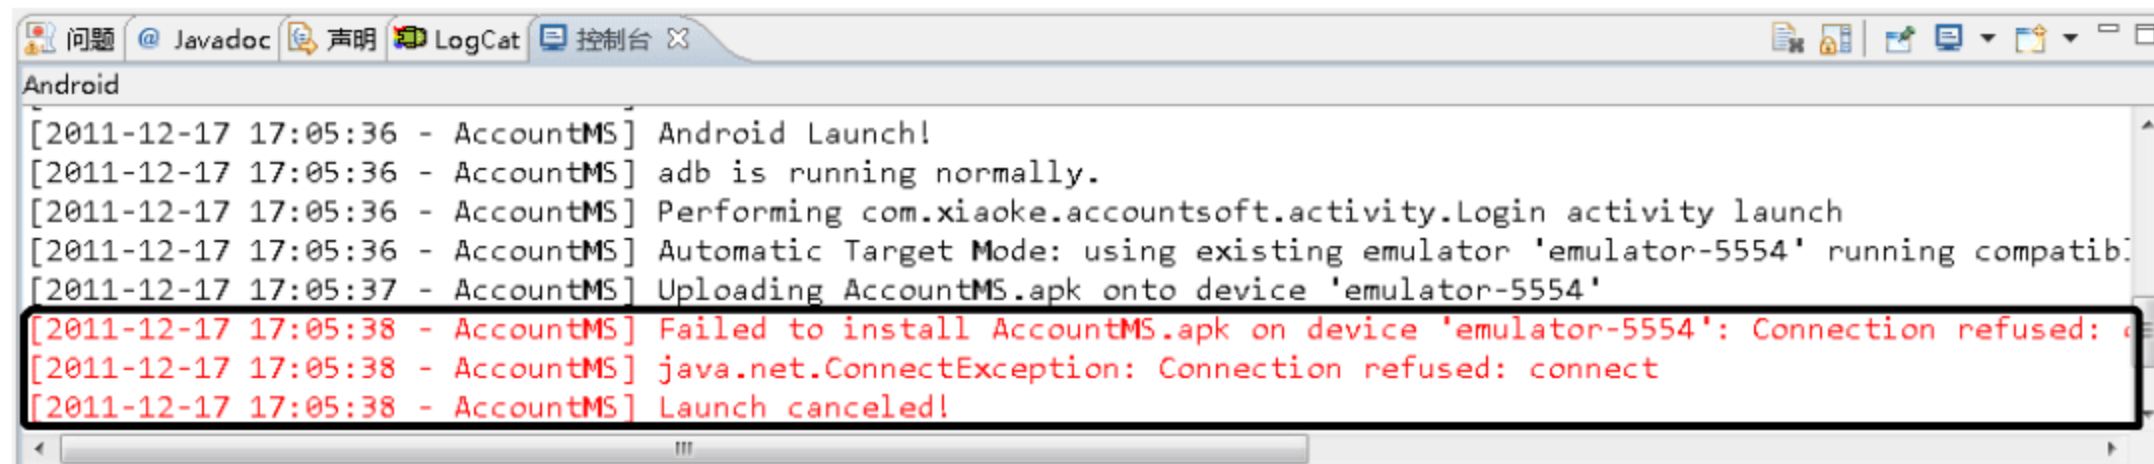 问题 @ Javadoc 声明 LogCat 控制台
Android
[2011-12-17 17:05:36 - AccountMS] Android Launch!
[2011-12-17 17:05:36 - AccountMS] adb is running normally.
[2011-12-17 17:05:36 - AccountMS] Performing com.xiaoke.accountsoft.activity.Login activity launch
[2011-12-17 17:05:36 - AccountMS] Automatic Target Mode: using existing emulator 'emulator-5554' running
[2011-12-17 17:05:37 - AccountMS] Uploading AccountMS.apk onto device 'emulator-5554'
[2011-12-17 17:05:38 - AccountMS] Failed to install AccountMS.apk on device 'emulator-5554': Connection refused:
[2011-12-17 17:05:38 - AccountMS] java.net.ConnectException: Connection refused: connect
[2011-12-17 17:05:38 - AccountMS] Launch canceled!